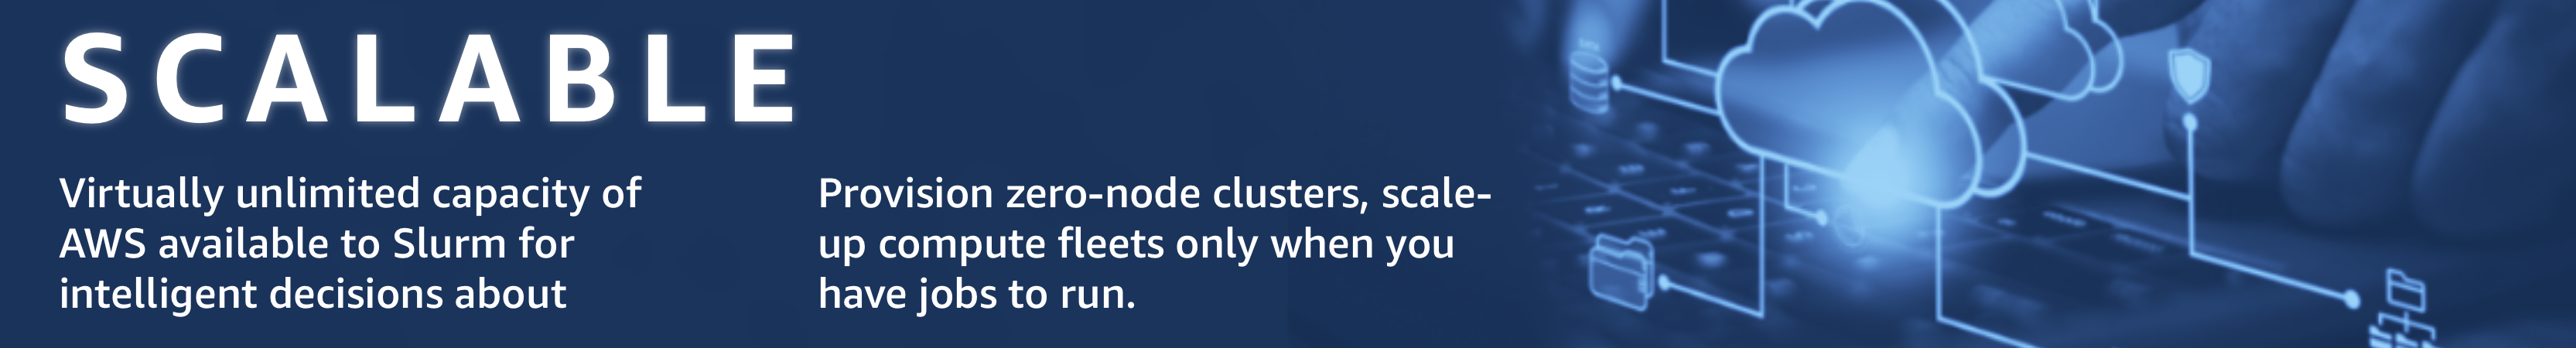 SCALABLE
Virtually unlimited capacity of
AWS available to Slurm for
intelligent decisions about
Provision zero-node clusters, scale-
up compute fleets only when you
have jobs to run.